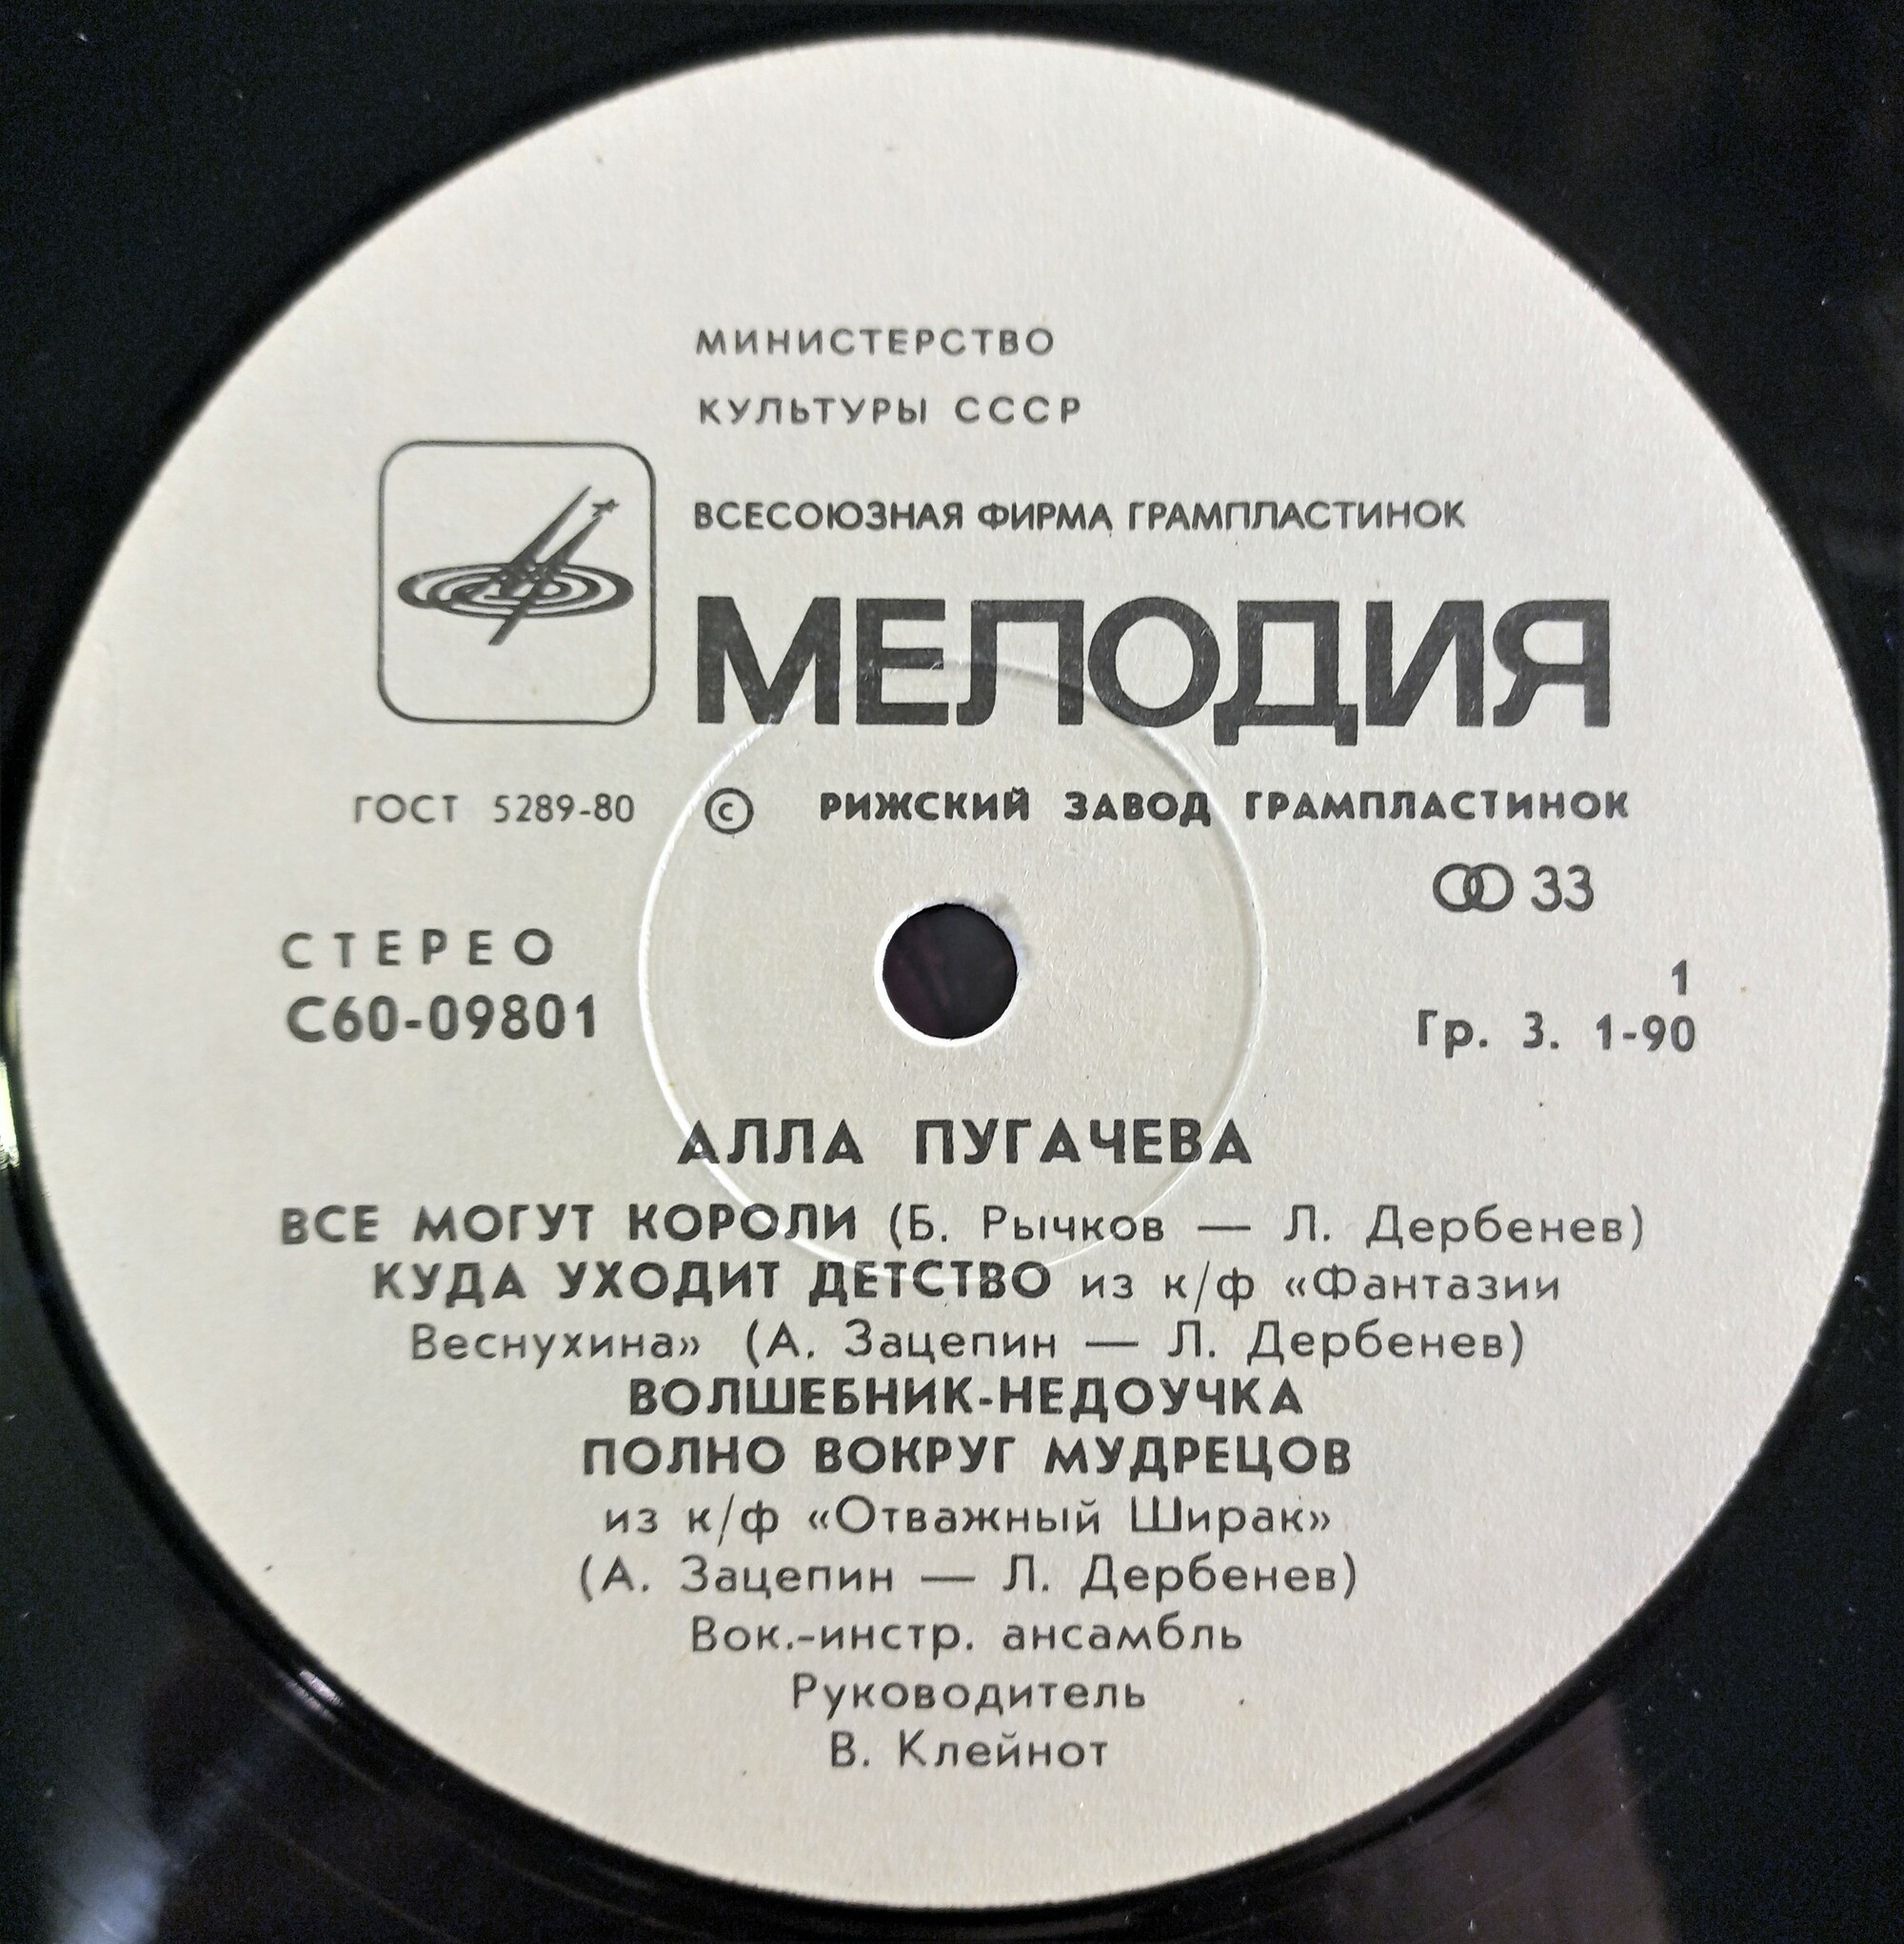 МИНИСТЕРСТВО
КУЛЬТУРЫ СССР
ВСЕСОЮЗНАЯ ФИРМА ГРАМПЛАСТИНОК
МЕЛОДИЯ
ГОСТ 5289-80 © РИЖСКИЙ ЗАВОД ГРАМПЛАСТИНОК
33
СТЕРЕО
1
С60-09801
Гр. 3. 1-90
АЛЛА ПУГАЧЕВА
ВСЕ МОГУТ КОРОЛИ (Б. Рычков — Л. Дербенев)
КУДА УХОДИТ ДЕТСТВО из к/ф «Фантазии
Веснухина» (А. Зацепин — Л. Дербенев)
ВОЛШЕБНИК-НЕДОУЧКА
ПОЛНО ВОКРУГ МУДРЕЦОВ
из к/ф «Отважный Ширак»
(А. Зацепин — Л. Дербенев)
Вок.-инстр. ансамбль
Руководитель
В. Клейнот